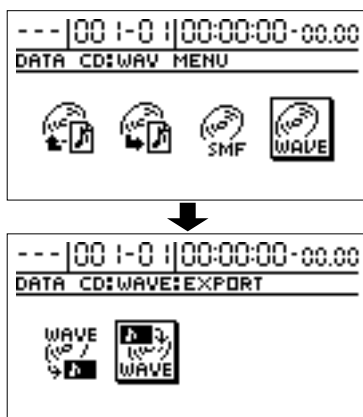 --- 001-01 00:00:00-00.00
DATA CD:WAV MENU
SMF WAVE
--- 001-01 00:00:00-00.00
DATA CD:WAVE:EXPORT
WAVE
WAVE